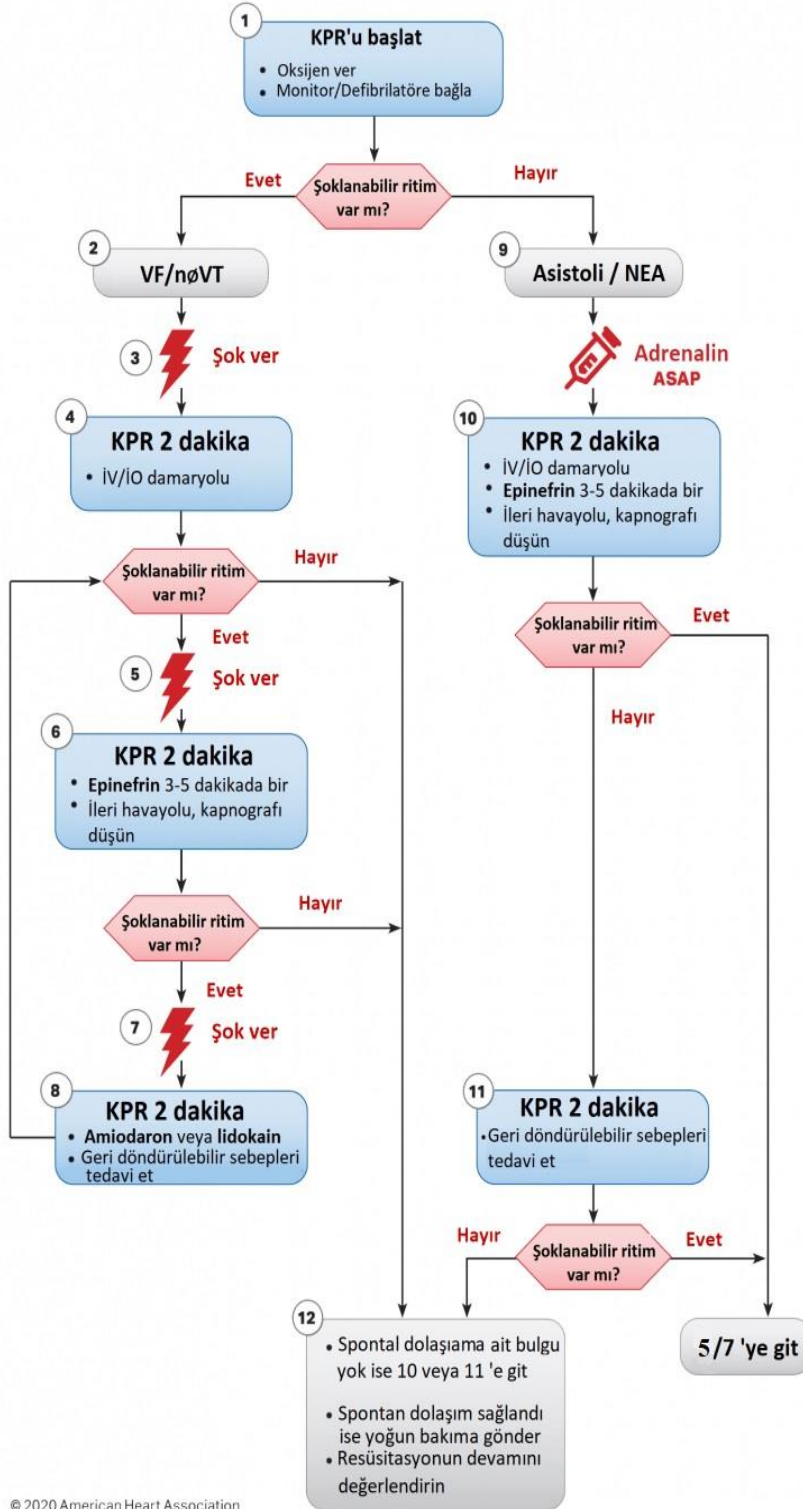 1
KPR'u başlat
• Oksijen ver
• Monitor/Defibrilatöre bağla
Evet
Şoklanabilir ritim
var mı?
Hayır
2
VF/nøVT
9
Asistoli / NEA
3
Şok ver
Adrenalin
ASAP
4
KPR 2 dakika
• İV/İO damaryolu
10
KPR 2 dakika
• İV/İO damaryolu
• Epinefrin 3-5 dakikada bir
• İleri havayolu, kapnografı
düşün
Şoklanabilir ritim
var mı?
Hayır
Evet
Şoklanabilir ritim
var mı?
Evet
Hayır
5
Şok ver
6
KPR 2 dakika
• Epinefrin 3-5 dakikada bir
• İleri havayolu, kapnografı
düşün
Şoklanabilir ritim
var mı?
Hayır
Evet
7
Şok ver
8
KPR 2 dakika
• Amiodaron veya lidokain
• Geri döndürülebilir sebepleri
tedavi et
11
KPR 2 dakika
• Geri döndürülebilir sebepleri
tedavi et
Hayır
Şoklanabilir ritim
var mı?
Evet
12
• Spontal dolaşıama ait bulgu
yok ise 10 veya 11 'e git
• Spontan dolaşım sağlandı
ise yoğun bakıma gönder
• Resüsitasyonun devamını
değerlendirin
5/7 'ye git
© 2020 American Heart Association